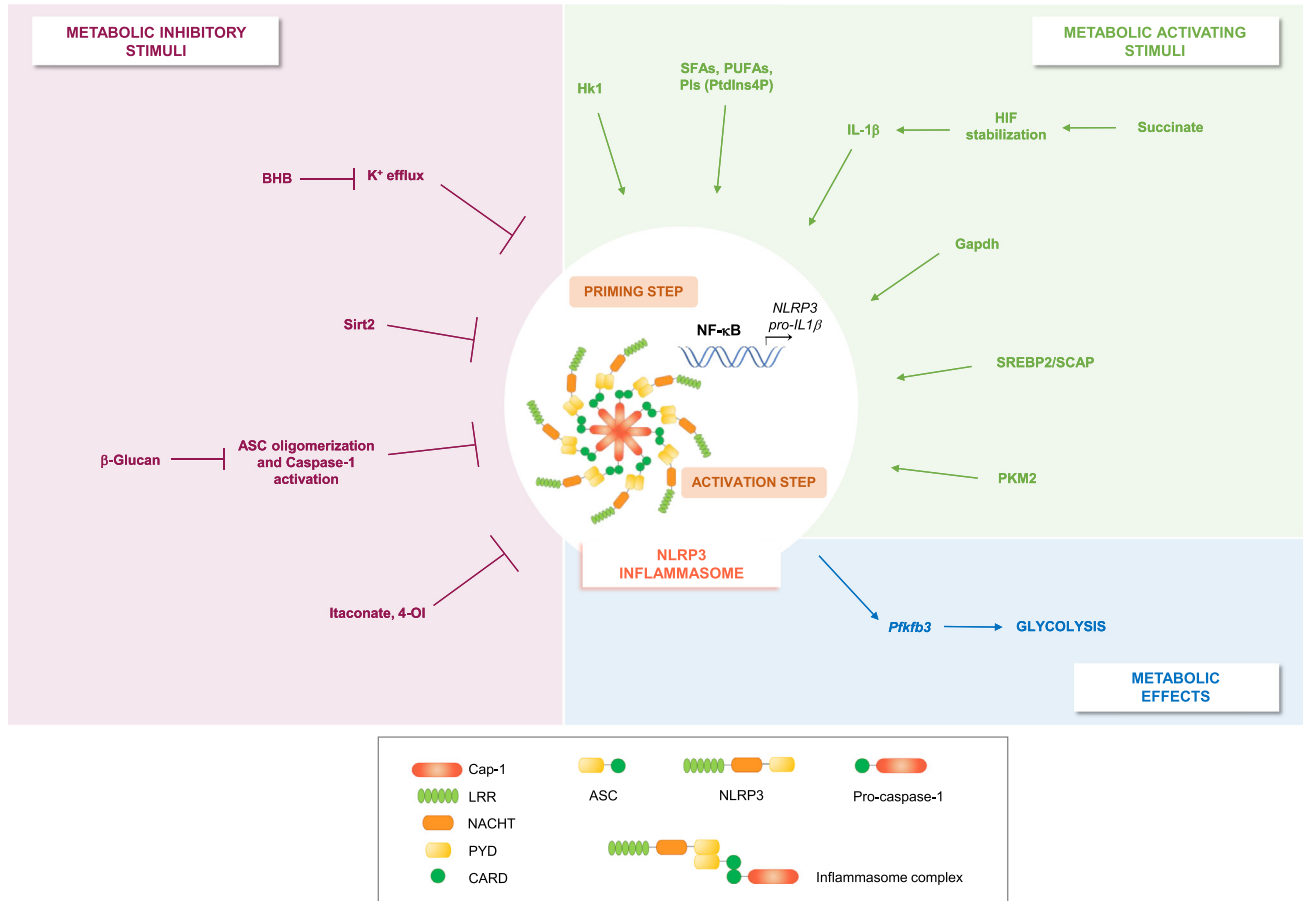 METABOLIC INHIBITORY
STIMULI
METABOLIC ACTIVATING
STIMULI
Hk1
SFAs, PUFAs,
PIs (PtdIns4P)
IL-1β
HIF
stabilization
Succinate
BHB
K⁺ efflux
Gapdh
Sirt2
SREBP2/SCAP
β-Glucan
ASC oligomerization
and Caspase-1
activation
PKM2
Itaconate, 4-OI
PRIMING STEP
NF-κB
NLRP3
pro-IL1β
ACTIVATION STEP
NLRP3
INFLAMMASOME
Pfkfb3
GLYCOLYSIS
METABOLIC
EFFECTS
Cap-1
LRR
NACHT
PYD
CARD
ASC
NLRP3
Pro-caspase-1
Inflammasome complex